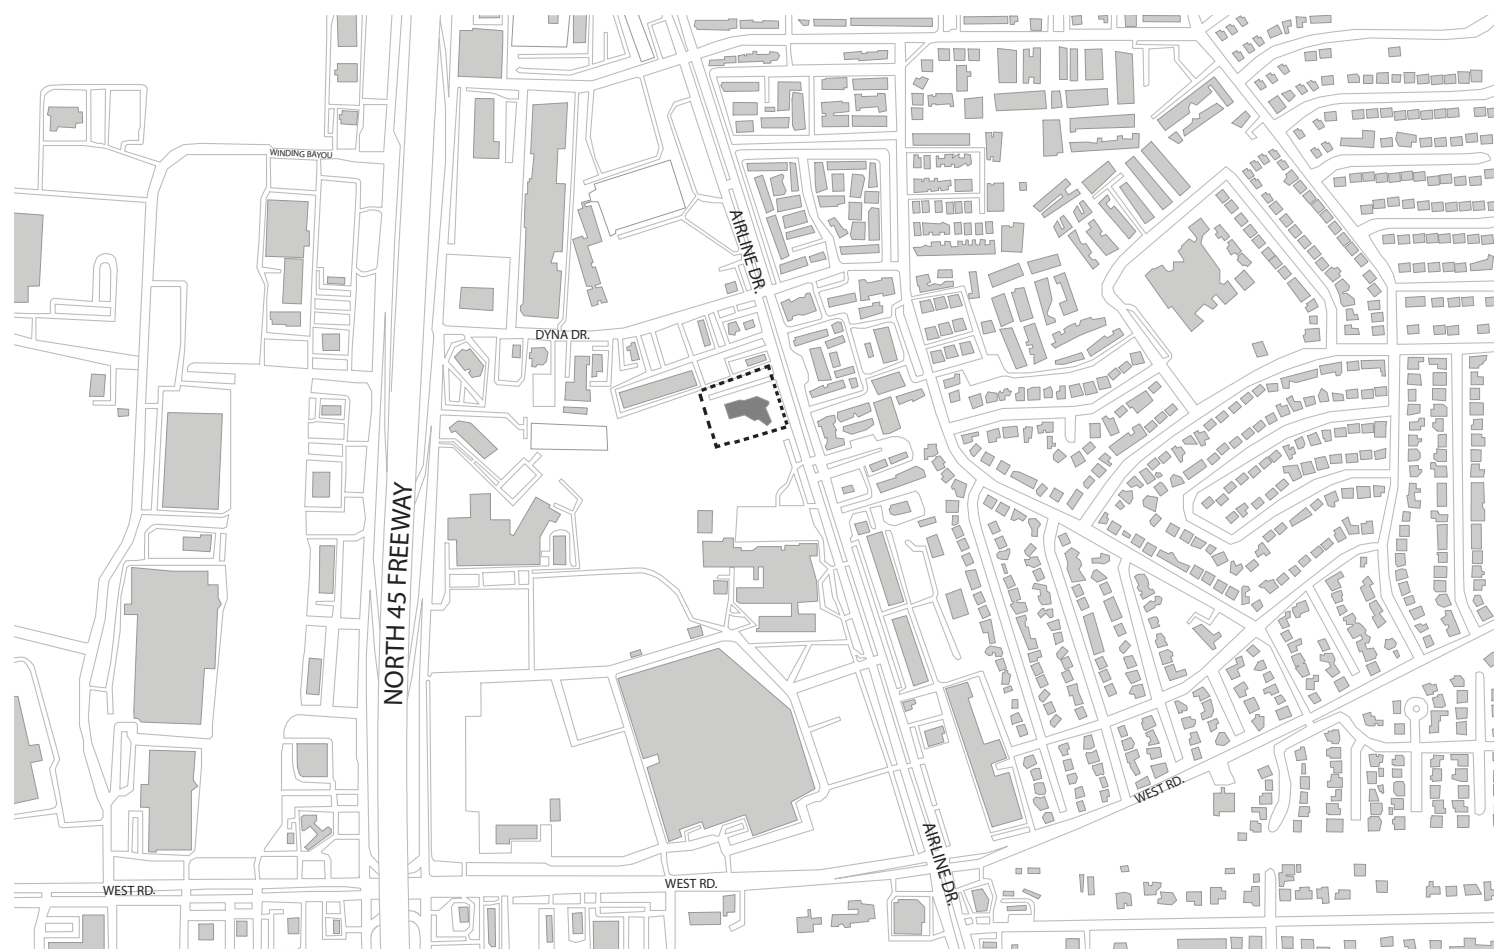 WINDING BAYOU
AIRLINE DR.
DYNA DR.
NORTH 45 FREEWAY
WEST RD.
AIRLINE DR.
WEST RD.
WEST RD.